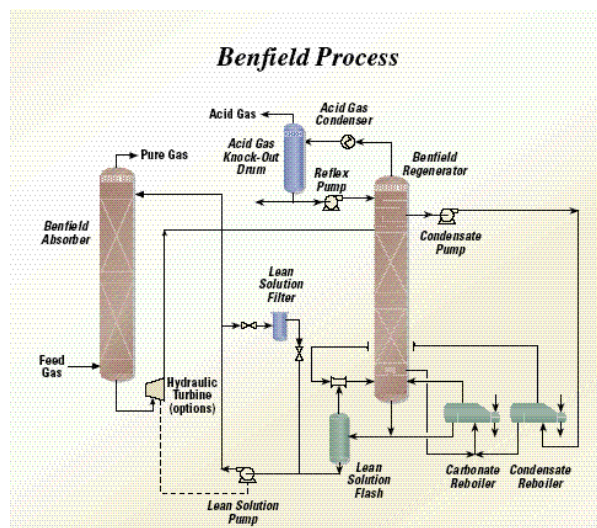 Benfield Process
Acid Gas
Acid Gas
Condenser
Pure Gas
Acid Gas
Knock-Out
Drum
Reflex
Pump
Benfield
Regenerator
Benfield
Absorber
Condensate
Pump
Lean
Solution
Filter
Feed
Gas
Hydraulic
Turbine
(options)
Lean
Solution
Flash
Carbonate
Reboiler
Condensate
Reboiler
Lean Solution
Pump